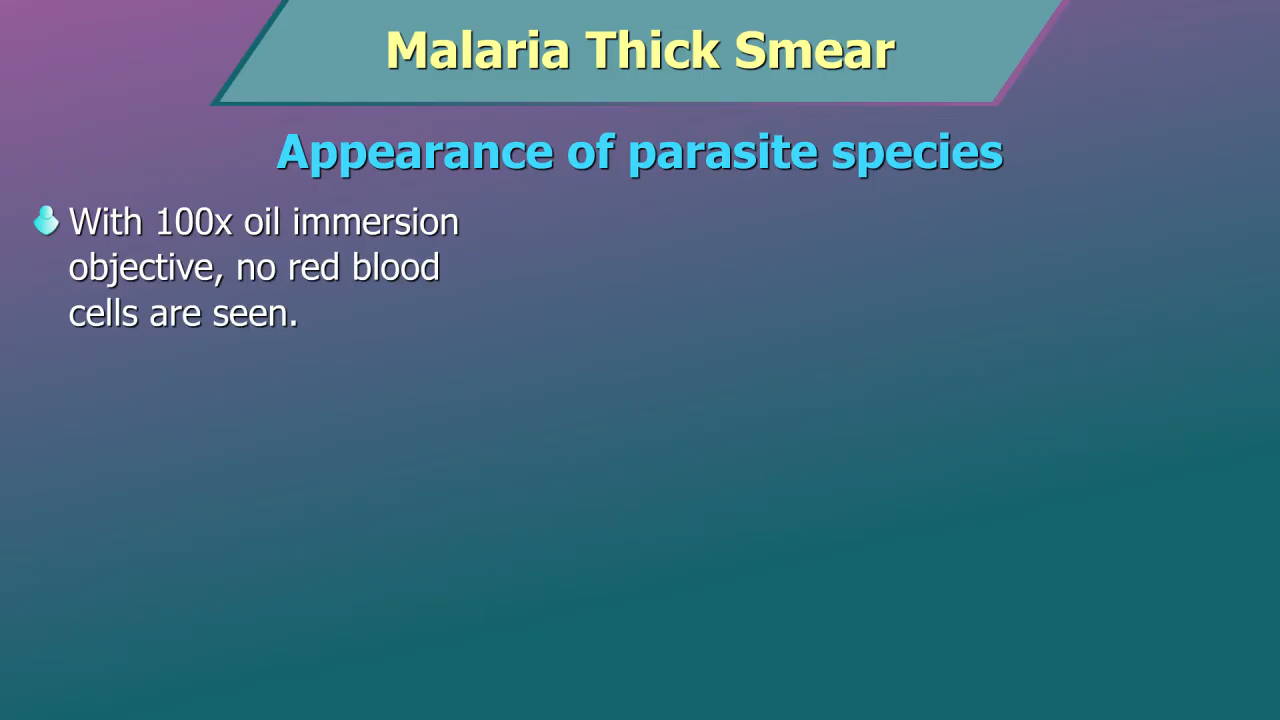 Malaria Thick Smear
Appearance of parasite species
With 100x oil immersion
objective, no red blood
cells are seen.